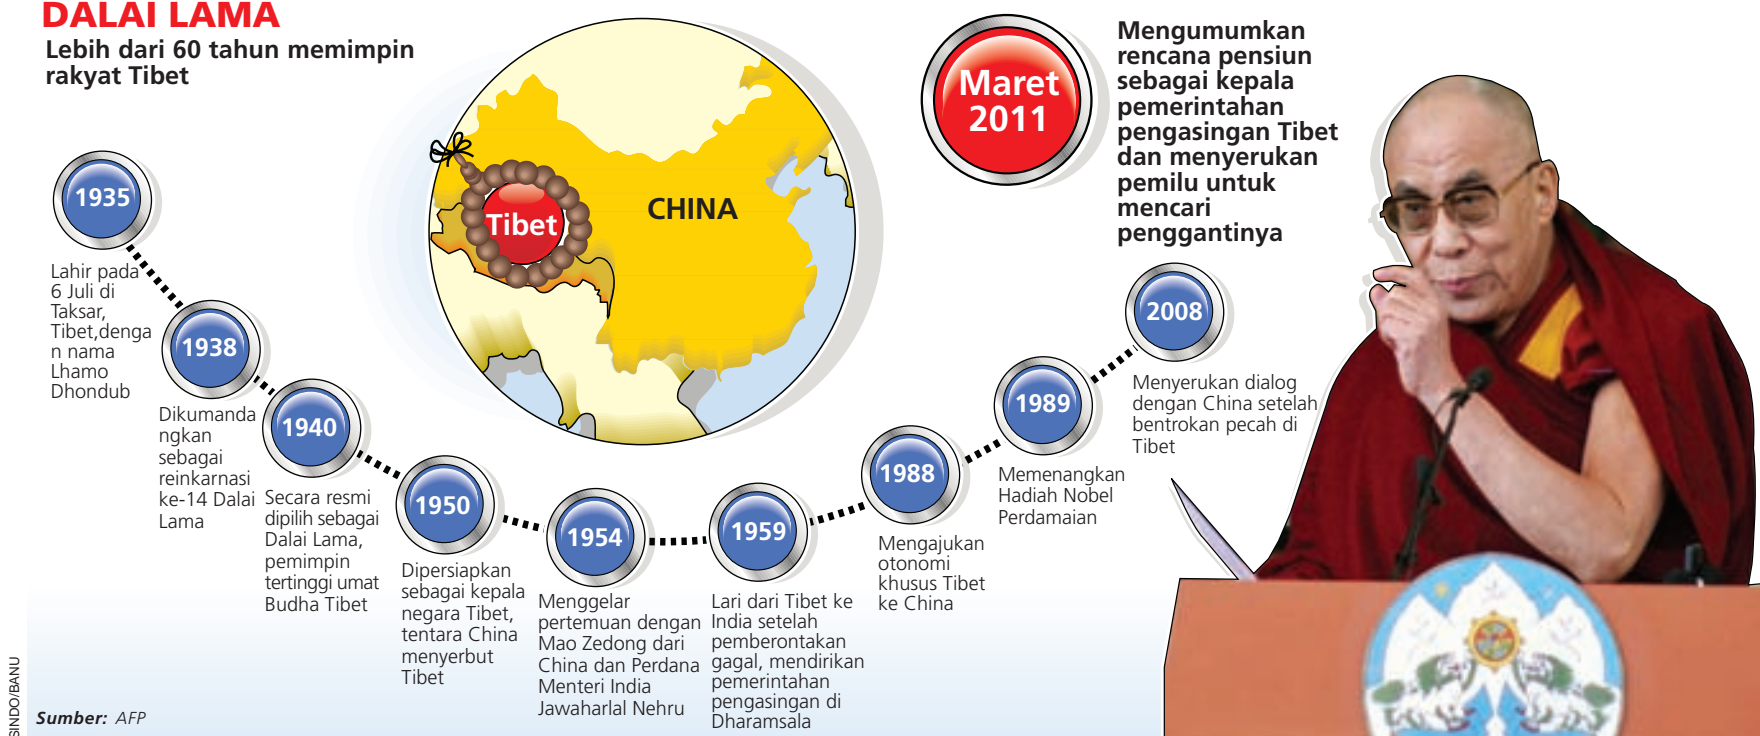 DALAI LAMA
Lebih dari 60 tahun memimpin
rakyat Tibet
CHINA
Tibet
Maret
2011
Mengumumkan
rencana pensiun
sebagai kepala
pemerintahan
pengasingan Tibet
dan menyerukan
pemilu untuk
mencari
penggantinya
1935
Lahir pada
6 Juli di
Taksar,
Tibet,denga
n nama
Lhamo
Dhondub
1938
Dikumanda
ngkan
sebagai
reinkarnasi
ke-14 Dalai
Lama
1940
Secara resmi
dipilih sebagai
Dalai Lama,
pemimpin
tertinggi umat
Budha Tibet
1950
Dipersiapkan
sebagai kepala
negara Tibet,
tentara China
menyerbut
Tibet
1954
Menggelar
pertemuan dengan
Mao Zedong dari
China dan Perdana
Menteri India
Jawaharlal Nehru
1959
Lari dari Tibet ke
India setelah
pemberontakan
gagal, mendirikan
pemerintahan
pengasingan di
Dharamsala
1988
Mengajukan
otonomi
khusus Tibet
ke China
1989
Memenangkan
Hadiah Nobel
Perdamaian
2008
Menyerukan dialog
dengan China setelah
bentrokan pecah di
Tibet
Sumber: AFP
SINDO/BANU